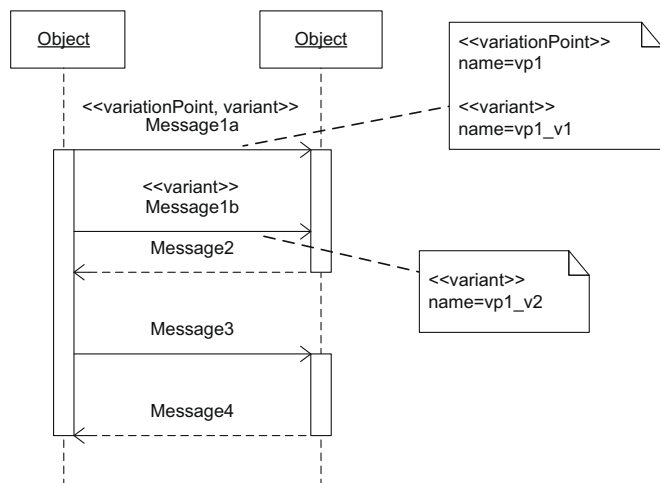 Object
Object
<<variationPoint>>
name=vp1
<<variant>>
name=vp1_v1
<<variationPoint, variant>>
Message1a
<<variant>>
Message1b
Message2
<<variant>>
name=vp1_v2
Message3
Message4